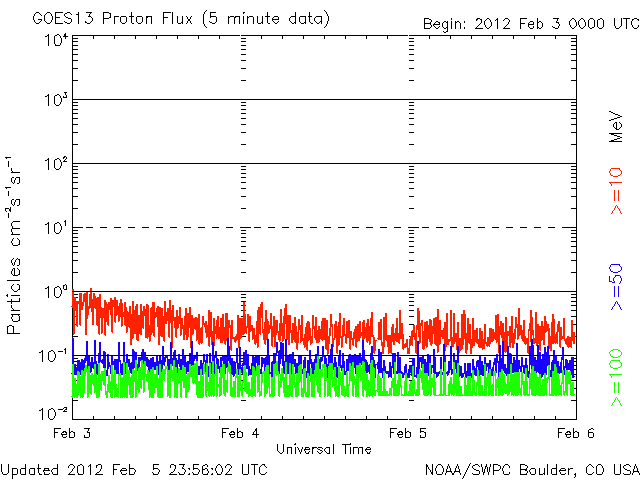 GOES13 Proton Flux (5 minute data)
Begin: 2012 Feb 3 0000 UTC
10⁴
10³
10²
10¹
10⁰
10⁻¹
10⁻²
Particles cm⁻²s⁻¹sr⁻¹
MeV
>=10
>=50
>=100
Feb 3
Feb 4
Feb 5
Feb 6
Universal Time
Updated 2012 Feb 5 23:56:02 UTC
NOAA/SWPC Boulder, CO USA